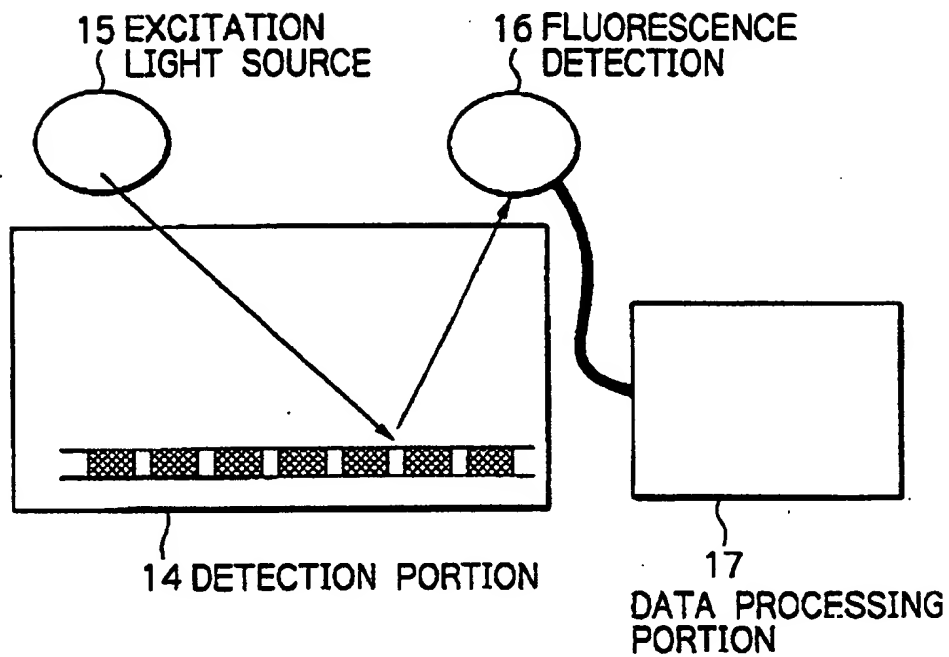 15 EXCITATION
LIGHT SOURCE
16 FLUORESCENCE
DETECTION
14 DETECTION PORTION
17
DATA PROCESSING
PORTION